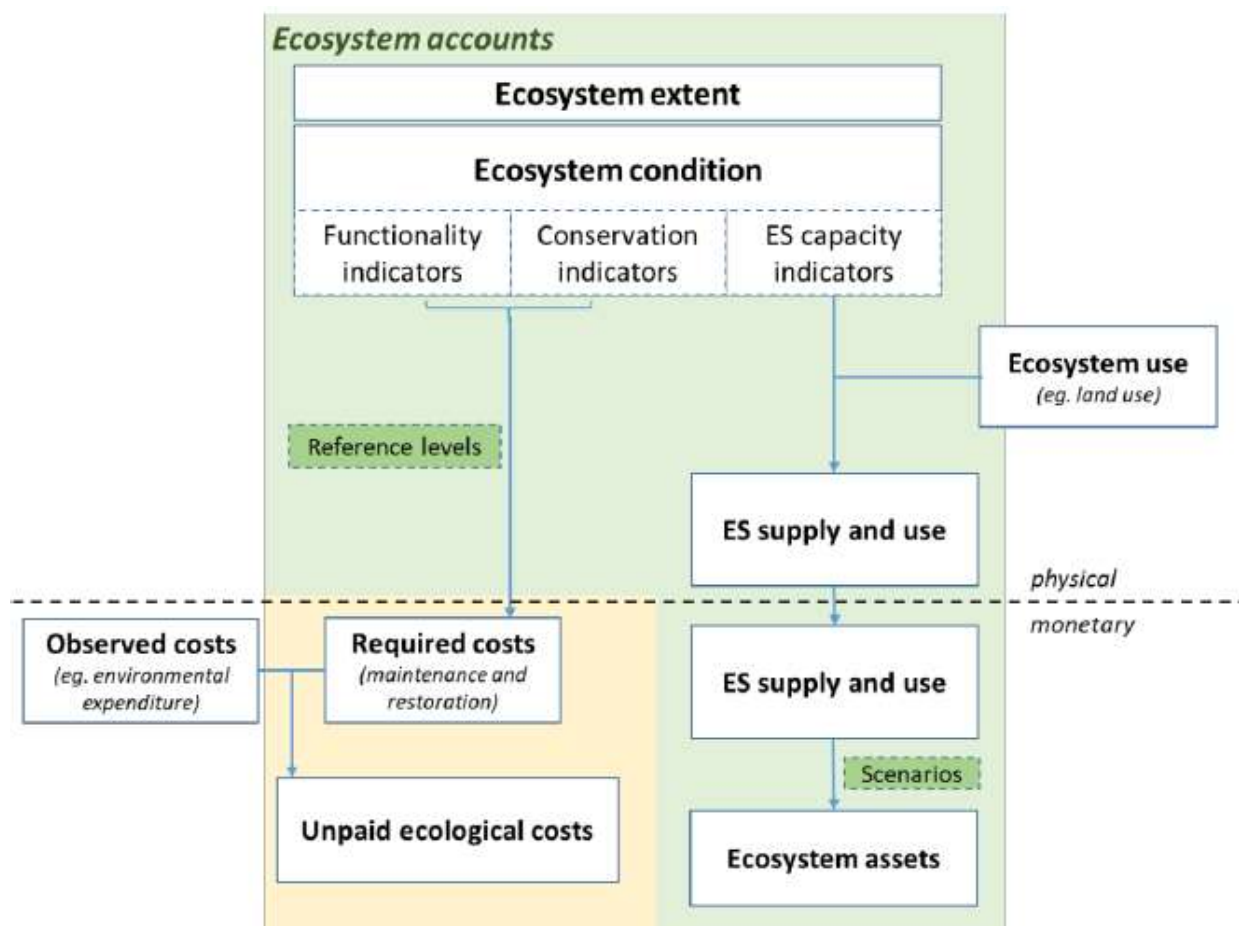 Ecosystem accounts
Ecosystem extent
Ecosystem condition
Functionality
indicators
Conservation
indicators
ES capacity
indicators
Ecosystem use
(eg. land use)
Reference levels
ES supply and use
physical
monetary
Observed costs
(eg. environmental
expenditure)
Required costs
(maintenance and
restoration)
ES supply and use
Scenarios
Unpaid ecological costs
Ecosystem assets